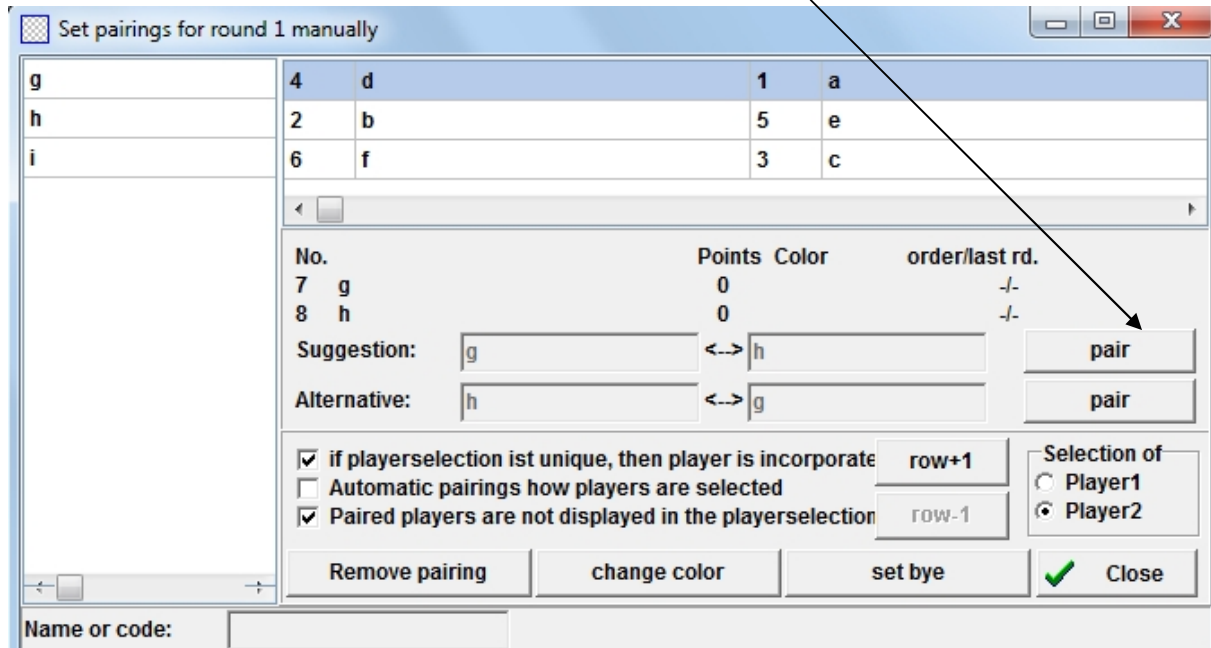 Set pairings for round 1 manually
g
h
i
4 d 1 a
2 b 5 e
6 f 3 c
No. Points Color order/last rd.
7 g 0 -/-
8 h 0 -/-
Suggestion: g <--> h pair
Alternative: h <--> g pair
if playerselection ist unique, then player is incorporate
Automatic pairings how players are selected
Paired players are not displayed in the playerselection
row+1
row-1
Selection of
Player1
Player2
Remove pairing change color set bye Close
Name or code: